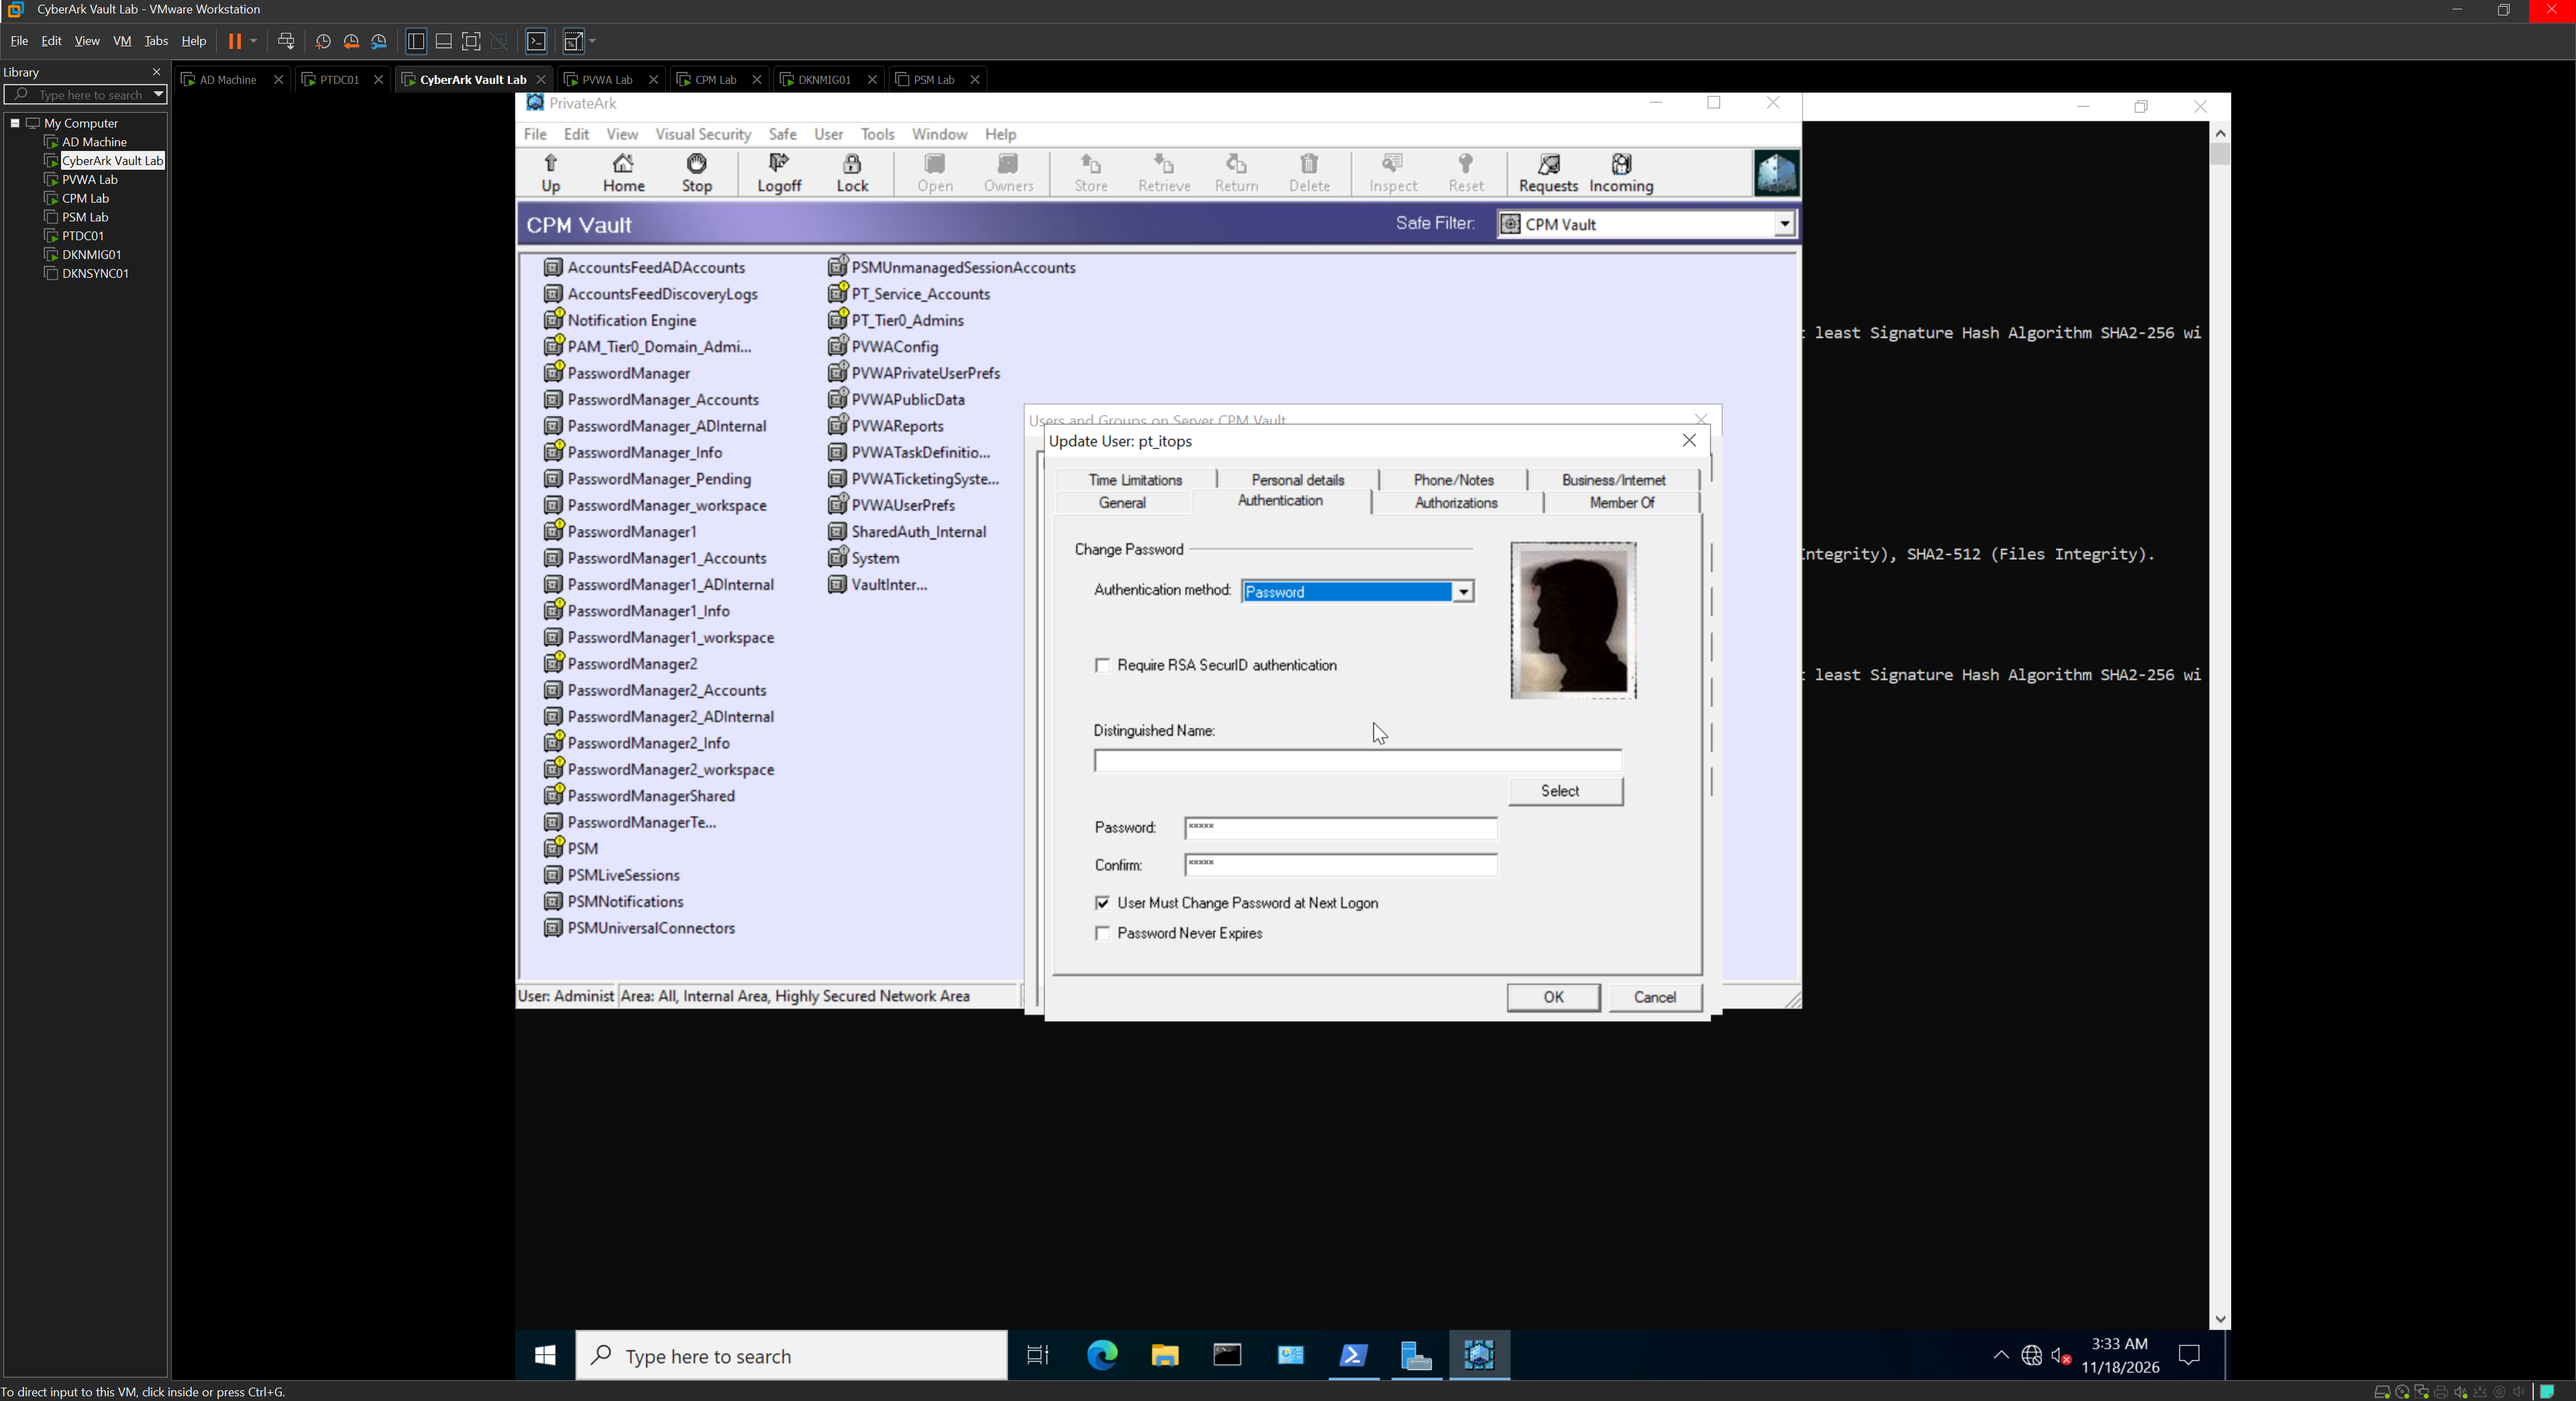 CyberArk Vault Lab - VMware Workstation
File Edit View VM Tabs Help
Library
Type here to search
My Computer
AD Machine
CyberArk Vault Lab
PVWA Lab
CPM Lab
PSM Lab
PTDC01
DKNMIG01
DKNSYNC01
AD Machine PTDC01 CyberArk Vault Lab PVWA Lab CPM Lab DKNMIG01 PSM Lab
PrivateArk
File Edit View Visual Security Safe User Tools Window Help
Up Home Stop Logoff Lock Open Owners Store Retrieve Return Delete Inspect Reset Requests Incoming
CPM Vault
Safe Filter:
CPM Vault
AccountsFeedADAccounts
AccountsFeedDiscoveryLogs
Notification Engine
PAM_Tier0_Domain_Admi...
PasswordManager
PasswordManager_Accounts
PasswordManager_ADInternal
PasswordManager_Info
PasswordManager_Pending
PasswordManager_workspace
PasswordManager1
PasswordManager1_Accounts
PasswordManager1_ADInternal
PasswordManager1_Info
PasswordManager1_workspace
PasswordManager2
PasswordManager2_Accounts
PasswordManager2_ADInternal
PasswordManager2_Info
PasswordManager2_workspace
PasswordManagerShared
PasswordManagerTe...
PSM
PSMLiveSessions
PSMNotifications
PSMUniversalConnectors
PSMUnmanagedSessionAccounts
PT_Service_Accounts
PT_Tier0_Admins
PVWAConfig
PVWAPrivateUserPrefs
PVWAPublicData
PVWAReports
PVWATaskDefinitio...
PVWATicketingSyste...
PVWAUserPrefs
SharedAuth_Internal
System
VaultInter...
User: Administ
Area: All, Internal Area, Highly Secured Network Area
Users and Groups on Server CPM Vault
Update User: pt_itops
Time Limitations Personal details Phone/Notes Business/Internet
General Authentication Authorizations Member Of
Change Password
Authentication method:
Password
Require RSA SecurID authentication
Distinguished Name:
Select
Password: *****
Confirm: *****
User Must Change Password at Next Logon
Password Never Expires
OK
Cancel
: least Signature Hash Algorithm SHA2-256 wi
Integrity), SHA2-512 (Files Integrity).
: least Signature Hash Algorithm SHA2-256 wi
Type here to search
3:33 AM
11/18/2026
To direct input to this VM, click inside or press Ctrl+G.